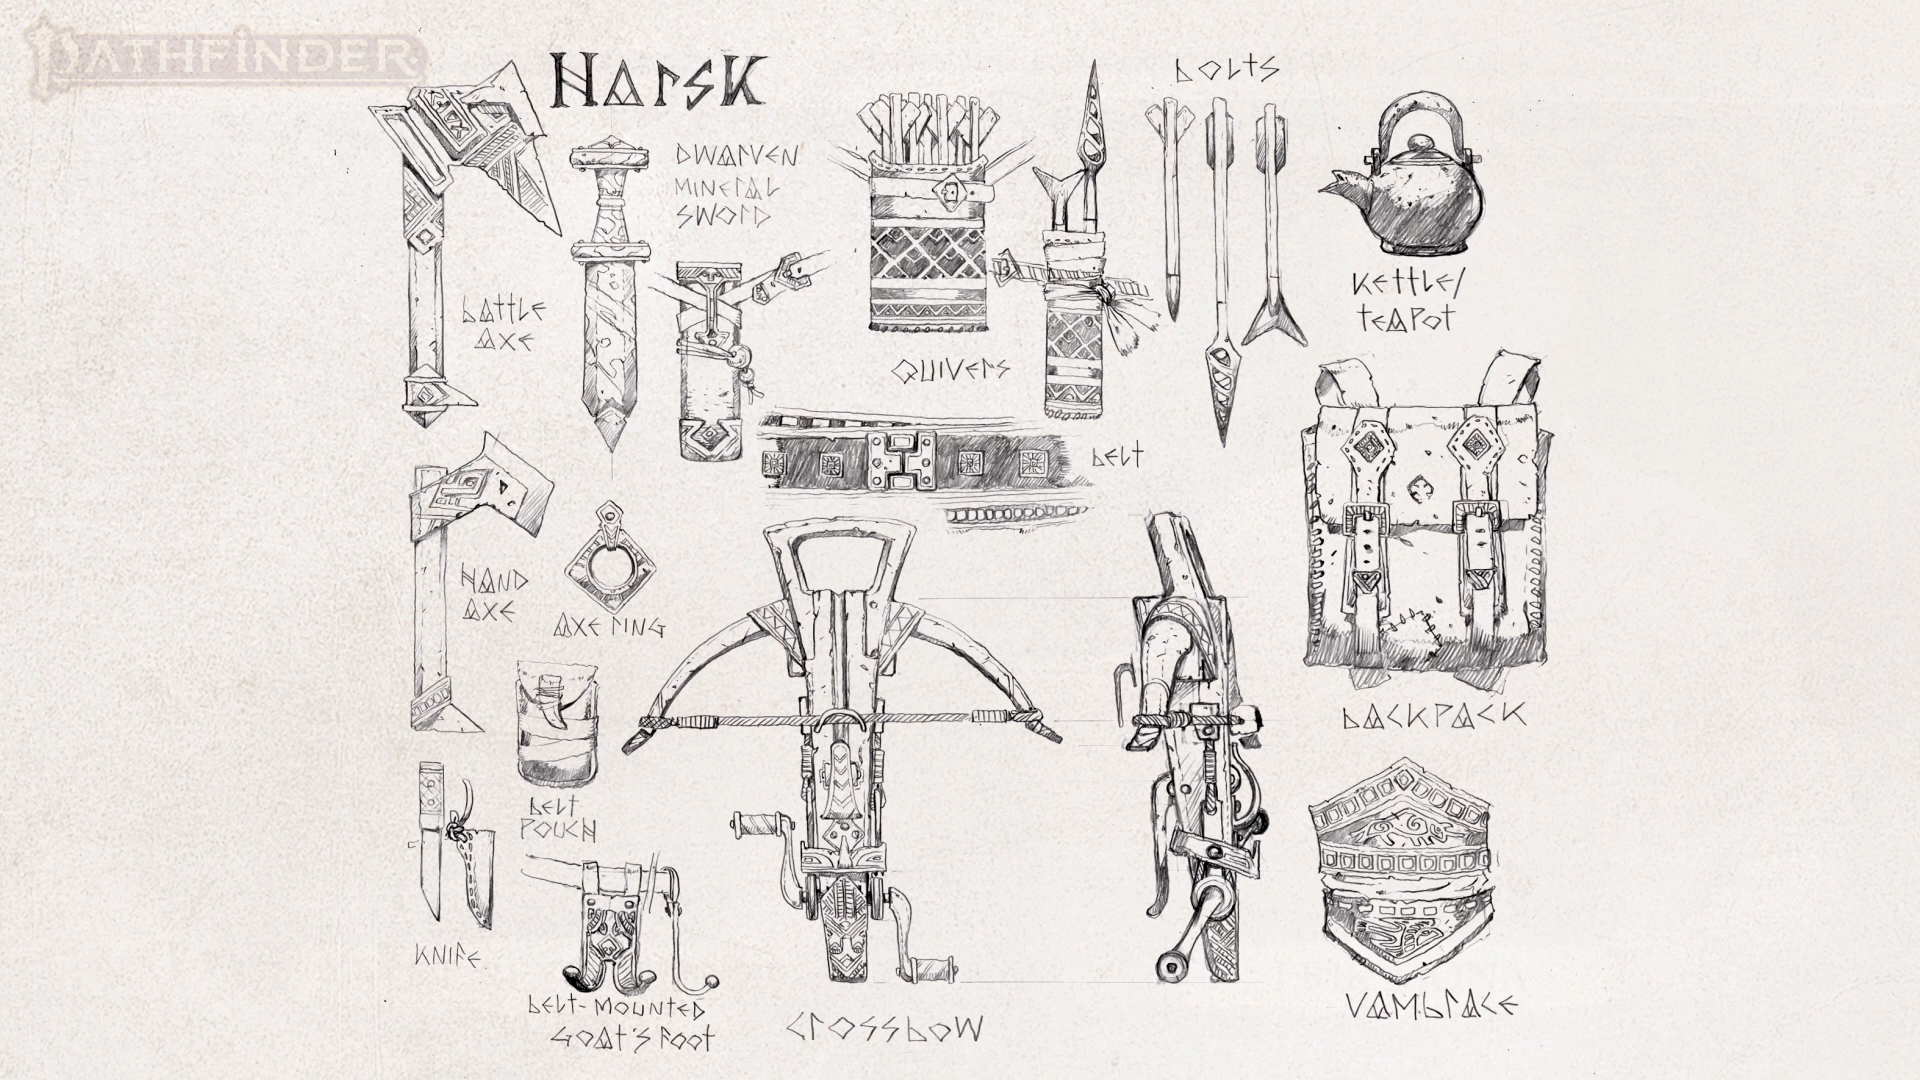 PATHFINDER
HARSK
DWARVEN
MINERAL
SWORD
BOLTS
BATTLE
AXE
QUIVERS
KETTLE/
TEAPOT
BELT
HAND
AXE
AXE RING
BACKPACK
BELT
POUCH
KNIFE
BELT-MOUNTED
GOAT'S FOOT
CROSSBOW
VAMBRACE